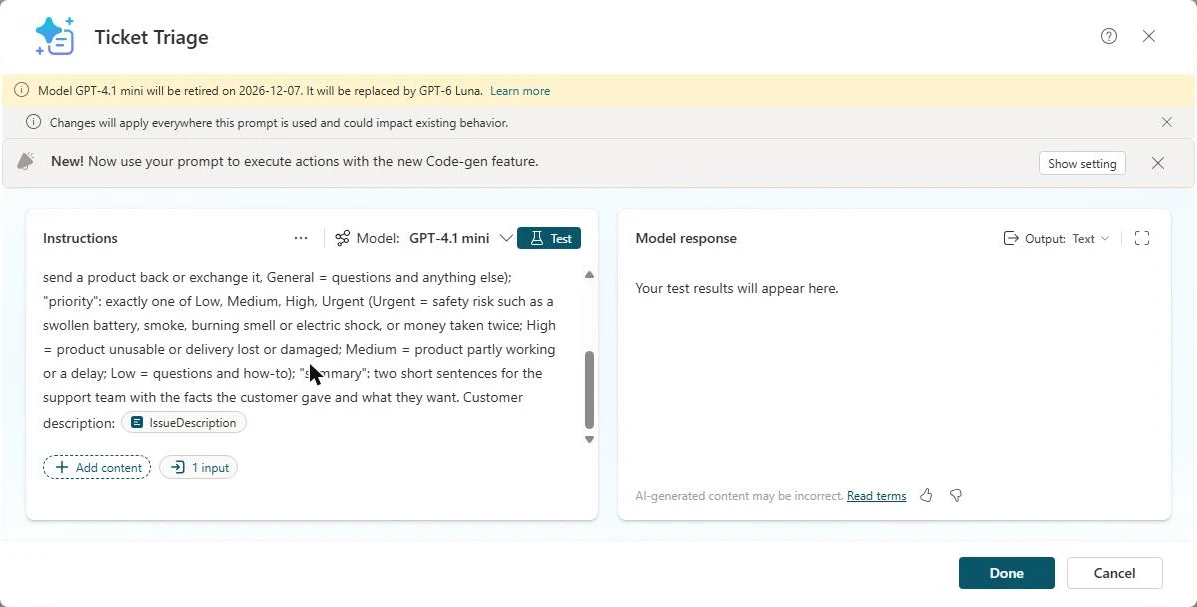 Ticket Triage
Model GPT-4.1 mini will be retired on 2026-12-07. It will be replaced by GPT-6 Luna. Learn more
Changes will apply everywhere this prompt is used and could impact existing behavior.
New! Now use your prompt to execute actions with the new Code-gen feature.
Show setting
Instructions
Model: GPT-4.1 mini
Test
send a product back or exchange it, General = questions and anything else);
"priority": exactly one of Low, Medium, High, Urgent (Urgent = safety risk such as a
swollen battery, smoke, burning smell or electric shock, or money taken twice; High
= product unusable or delivery lost or damaged; Medium = product partly working
or a delay; Low = questions and how-to); "summary": two short sentences for the
support team with the facts the customer gave and what they want. Customer
description: IssueDescription
Add content
1 input
Model response
Output: Text
Your test results will appear here.
AI-generated content may be incorrect. Read terms
Done
Cancel